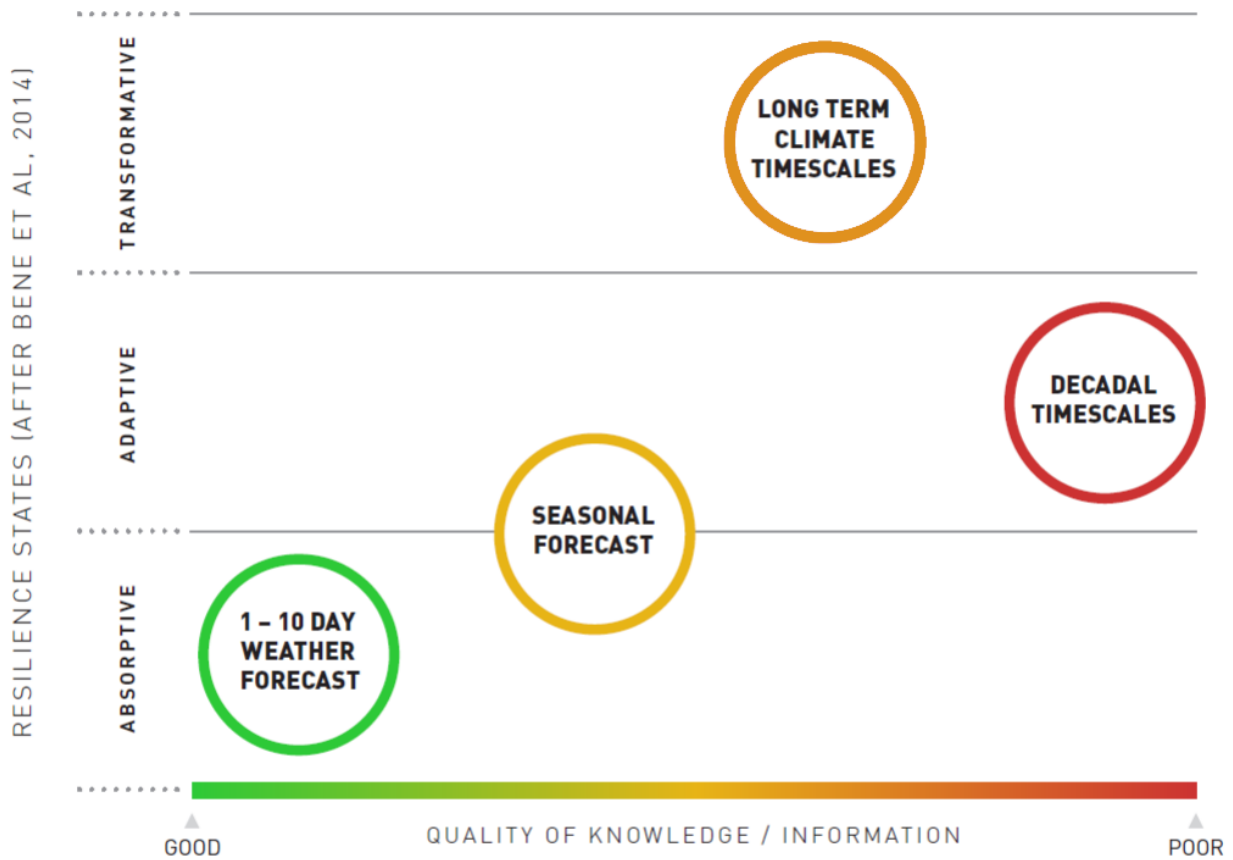 RESILIENCE STATES (AFTER BENE ET AL, 2014)
TRANSFORMATIVE
LONG TERM
CLIMATE
TIMESCALES
ADAPTIVE
DECADAL
TIMESCALES
SEASONAL
FORECAST
ABSORPTIVE
1 – 10 DAY
WEATHER
FORECAST
GOOD
QUALITY OF KNOWLEDGE / INFORMATION
POOR